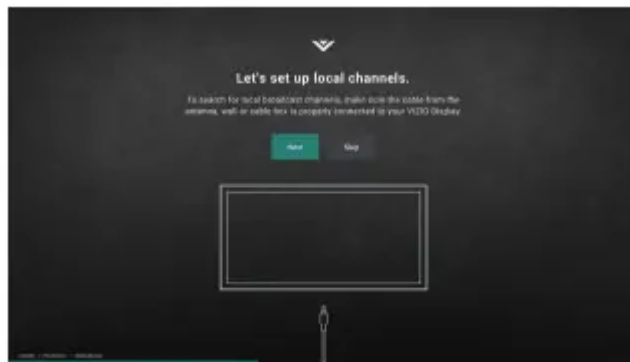 Let's set up local channels.
To search for local broadcast channels, make sure the cable from the
antenna, wall or cable box is properly connected to your VIZIO Display.
Next
Skip